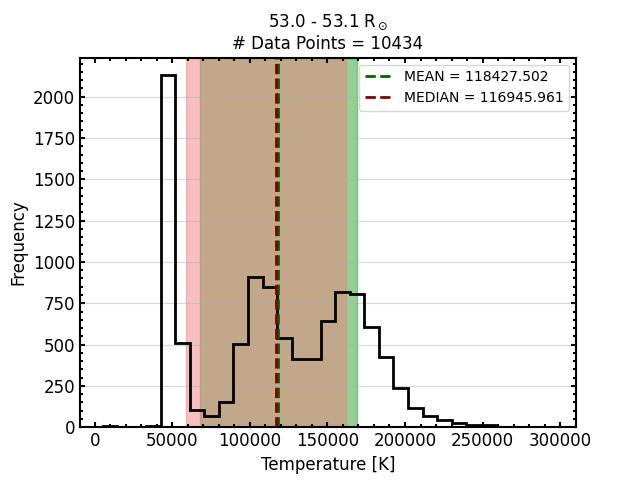 53.0 - 53.1 R⊙
# Data Points = 10434
MEAN = 118427.502
MEDIAN = 116945.961
Frequency
2000
1750
1500
1250
1000
750
500
250
0
0 50000 100000 150000 200000 250000 300000
Temperature [K]